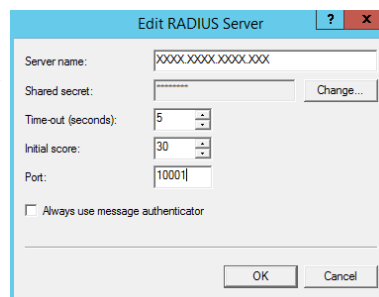 Edit RADIUS Server ? x
Server name: XXXX.XXXX.XXXX.XXX
Shared secret: ******** Change...
Time-out (seconds): 5
Initial score: 30
Port: 10001
Always use message authenticator
OK Cancel